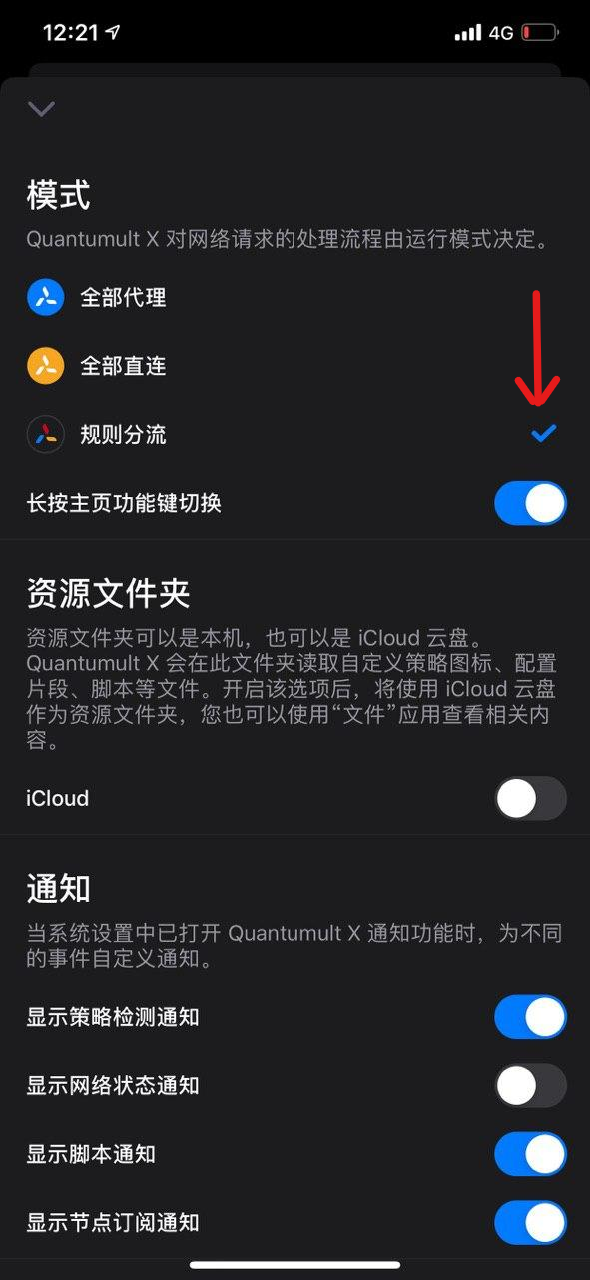 12:21
4G
模式
Quantumult X 对网络请求的处理流程由运行模式决定。
全部代理
全部直连
规则分流
长按主页功能键切换
资源文件夹
资源文件夹可以是本机，也可以是 iCloud 云盘。
Quantumult X 会在此文件夹读取自定义策略图标、配置
片段、脚本等文件。开启该选项后，将使用 iCloud 云盘
作为资源文件夹，您也可以使用“文件”应用查看相关内
容。
iCloud
通知
当系统设置中已打开 Quantumult X 通知功能时，为不同
的事件自定义通知。
显示策略检测通知
显示网络状态通知
显示脚本通知
显示节点订阅通知